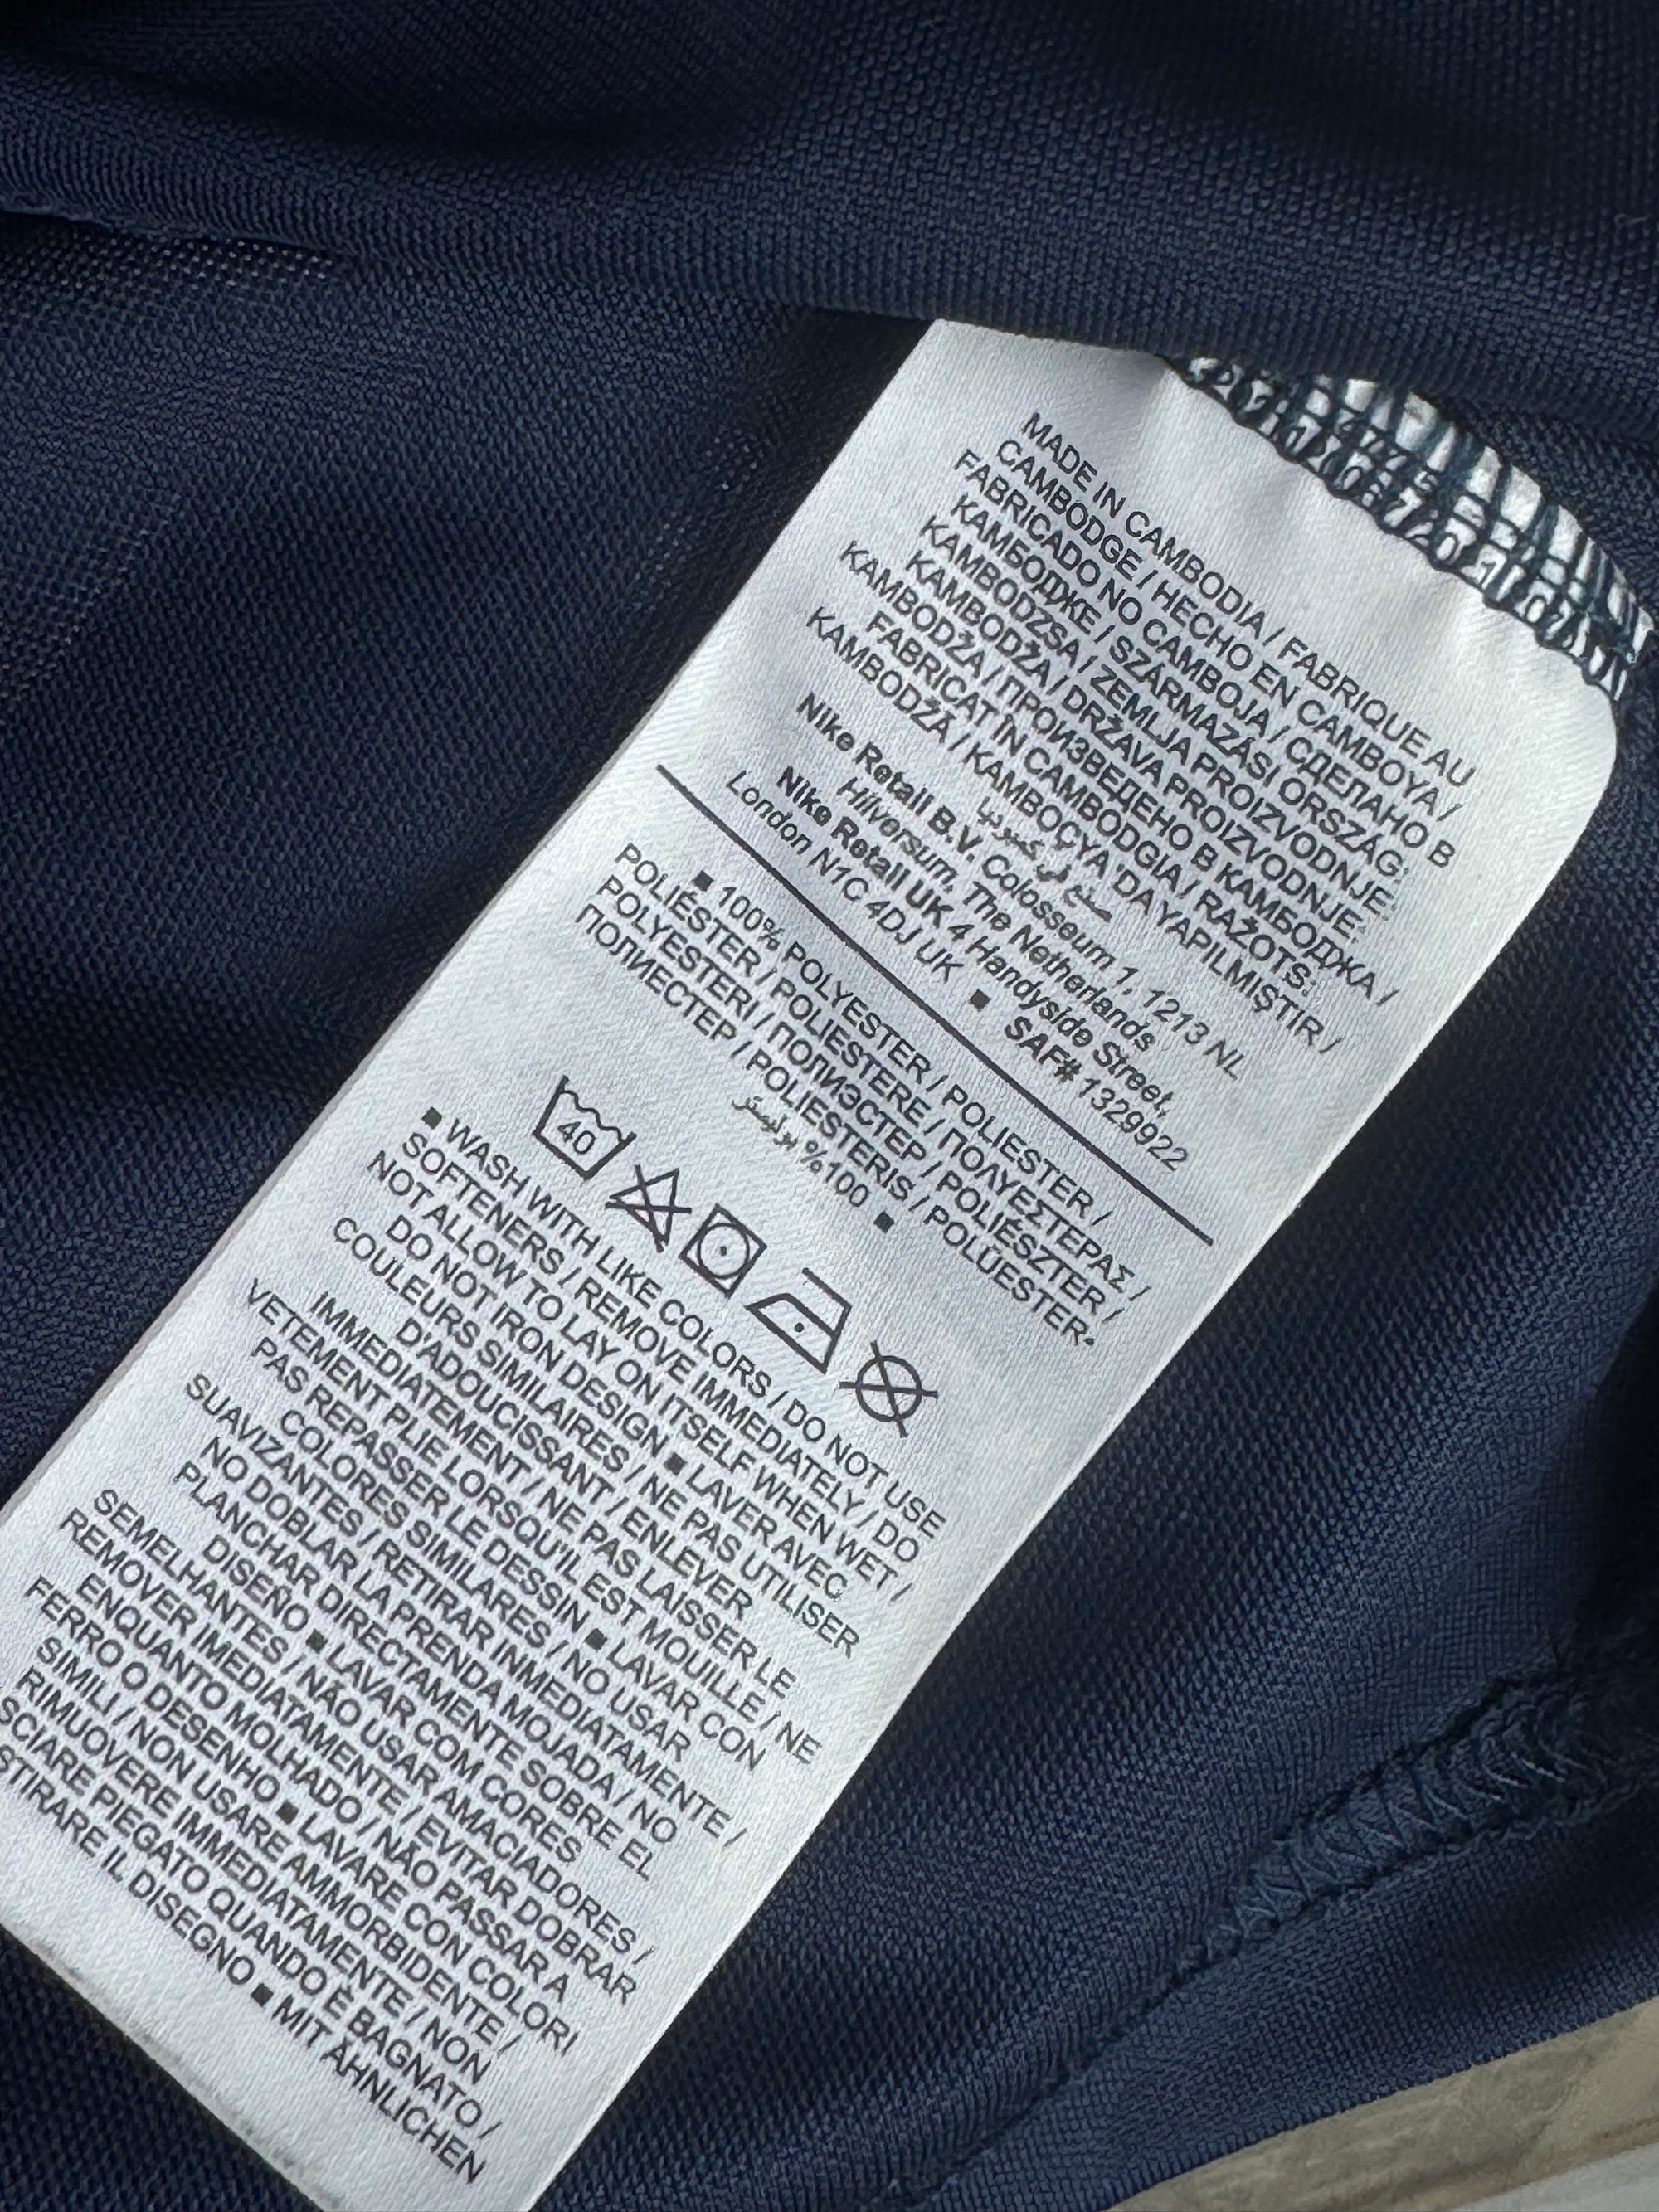 MADE IN CAMBODIA / FABRIQUE AU
CAMBODGE / HECHO EN CAMBOYA /
FABRICADO NO CAMBOJA / СДЕЛАНО В
КАМБОДЖЕ / SZÁRMAZÁSI ORSZÁG:
KAMBODZSA / ZEMLJA PROIZVODNJE:
KAMBODŽA / DRŽAVA PROIZVODNJE:
KAMBODŽA / ПРОИЗВЕДЕНО В КАМБОДЖА /
FABRICAT ÎN CAMBODGIA / RAŽOTS:
KAMBODŽĀ / KAMBOÇYA 'DA YAPILMIŞTIR /
صنع في كمبوديا
Nike Retail B.V. Colosseum 1, 1213 NL
Hilversum, The Netherlands
Nike Retail UK 4 Handyside Street,
London N1C 4DJ UK ■ SAF# 1329922
■ 100% POLYESTER / POLIESTER /
POLIÉSTER / POLIESTERE / ΠΟΛΥΕΣΤΕΡΑΣ /
POLYESTERI / ПОЛИЭСТЕР / POLIÉSZTER /
ПОЛИЕСТЕР / POLIESTERIS / POLÜESTER
100% بوليستر ■
40
■ WASH WITH LIKE COLORS / DO NOT USE
SOFTENERS / REMOVE IMMEDIATELY / DO
NOT ALLOW TO LAY ON ITSELF WHEN WET /
DO NOT IRON DESIGN ■ LAVER AVEC
COULEURS SIMILAIRES / NE PAS UTILISER
D'ADOUCISSANT / ENLEVER
IMMEDIATEMENT / NE PAS LAISSER LE
VETEMENT PLIE LORSQU'IL EST MOUILLE / NE
PAS REPASSER LE DESSIN ■ LAVAR CON
COLORES SIMILARES / NO USAR
SUAVIZANTES / RETIRAR INMEDIATAMENTE /
NO DOBLAR LA PRENDA MOJADA / NO
PLANCHAR DIRECTAMENTE SOBRE EL
DISEÑO ■ LAVAR COM CORES
SEMELHANTES / NÃO USAR AMACIADORES /
REMOVER IMEDIATAMENTE / EVITAR DOBRAR
ENQUANTO MOLHADO / NÃO PASSAR A
FERRO O DESENHO ■ LAVARE CON COLORI
SIMILI / NON USARE AMMORBIDENTE /
RIMUOVERE IMMEDIATAMENTE / NON
SCIARE PIEGATO QUANDO È BAGNATO /
STIRARE IL DISEGNO ■ MIT ÄHNLICHEN